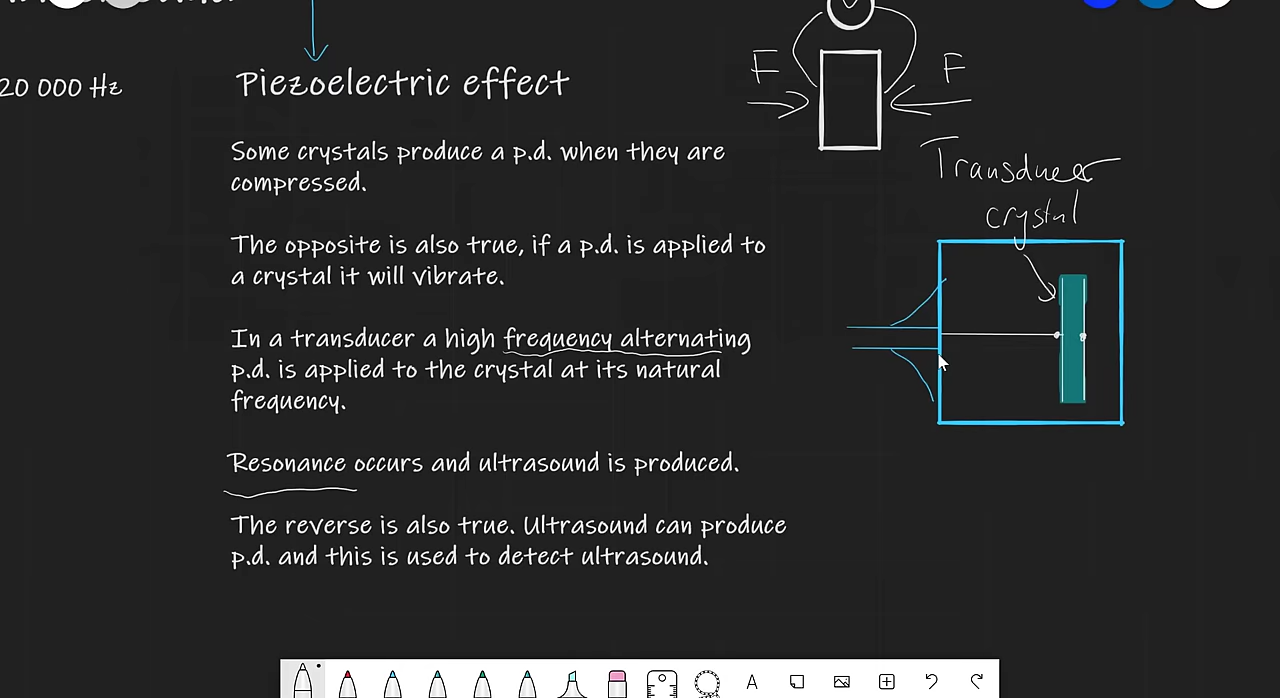 20 000 Hz
Piezoelectric effect
Some crystals produce a p.d. when they are
compressed.
The opposite is also true, if a p.d. is applied to
a crystal it will vibrate.
In a transducer a high frequency alternating
p.d. is applied to the crystal at its natural
frequency.
Resonance occurs and ultrasound is produced.
The reverse is also true. Ultrasound can produce
p.d. and this is used to detect ultrasound.
V
F
F
Transducer
crystal
A